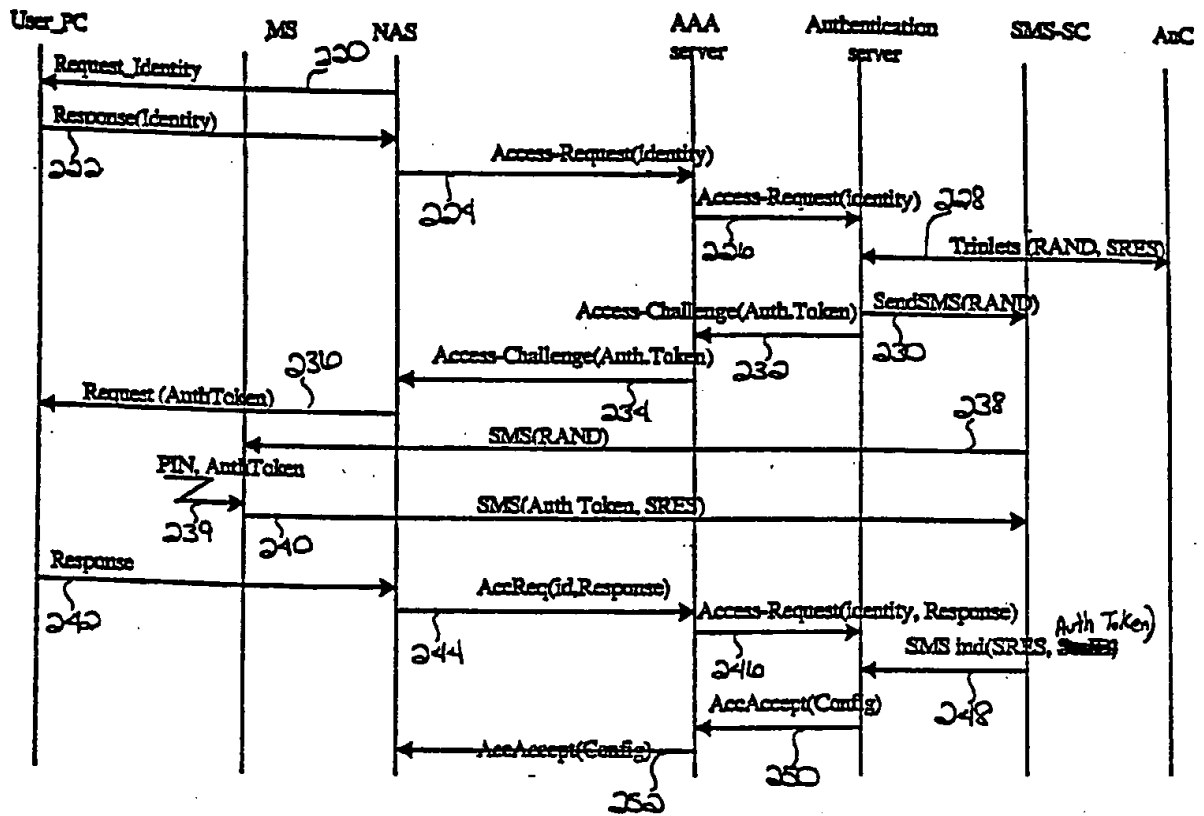 User_PC
MS
NAS
AAA
server
Authentication
server
SMS-SC
AuC
220
Request_Identity
Response(Identity)
222
Access-Request(Identity)
224
Access-Request(identity)
226
228
Triplets (RAND, SRES)
SendSMS(RAND)
230
Access-Challenge(Auth.Token)
232
Access-Challenge(Auth.Token)
234
236
Request (AuthToken)
238
SMS(RAND)
PIN, AuthToken
239
SMS(Auth Token, SRES)
240
Response
242
AccReq(id,Response)
244
Access-Request(identity, Response)
246
Auth Token)
SMS ind(SRES,
248
AccAccept(Config)
250
AccAccept(Config)
252